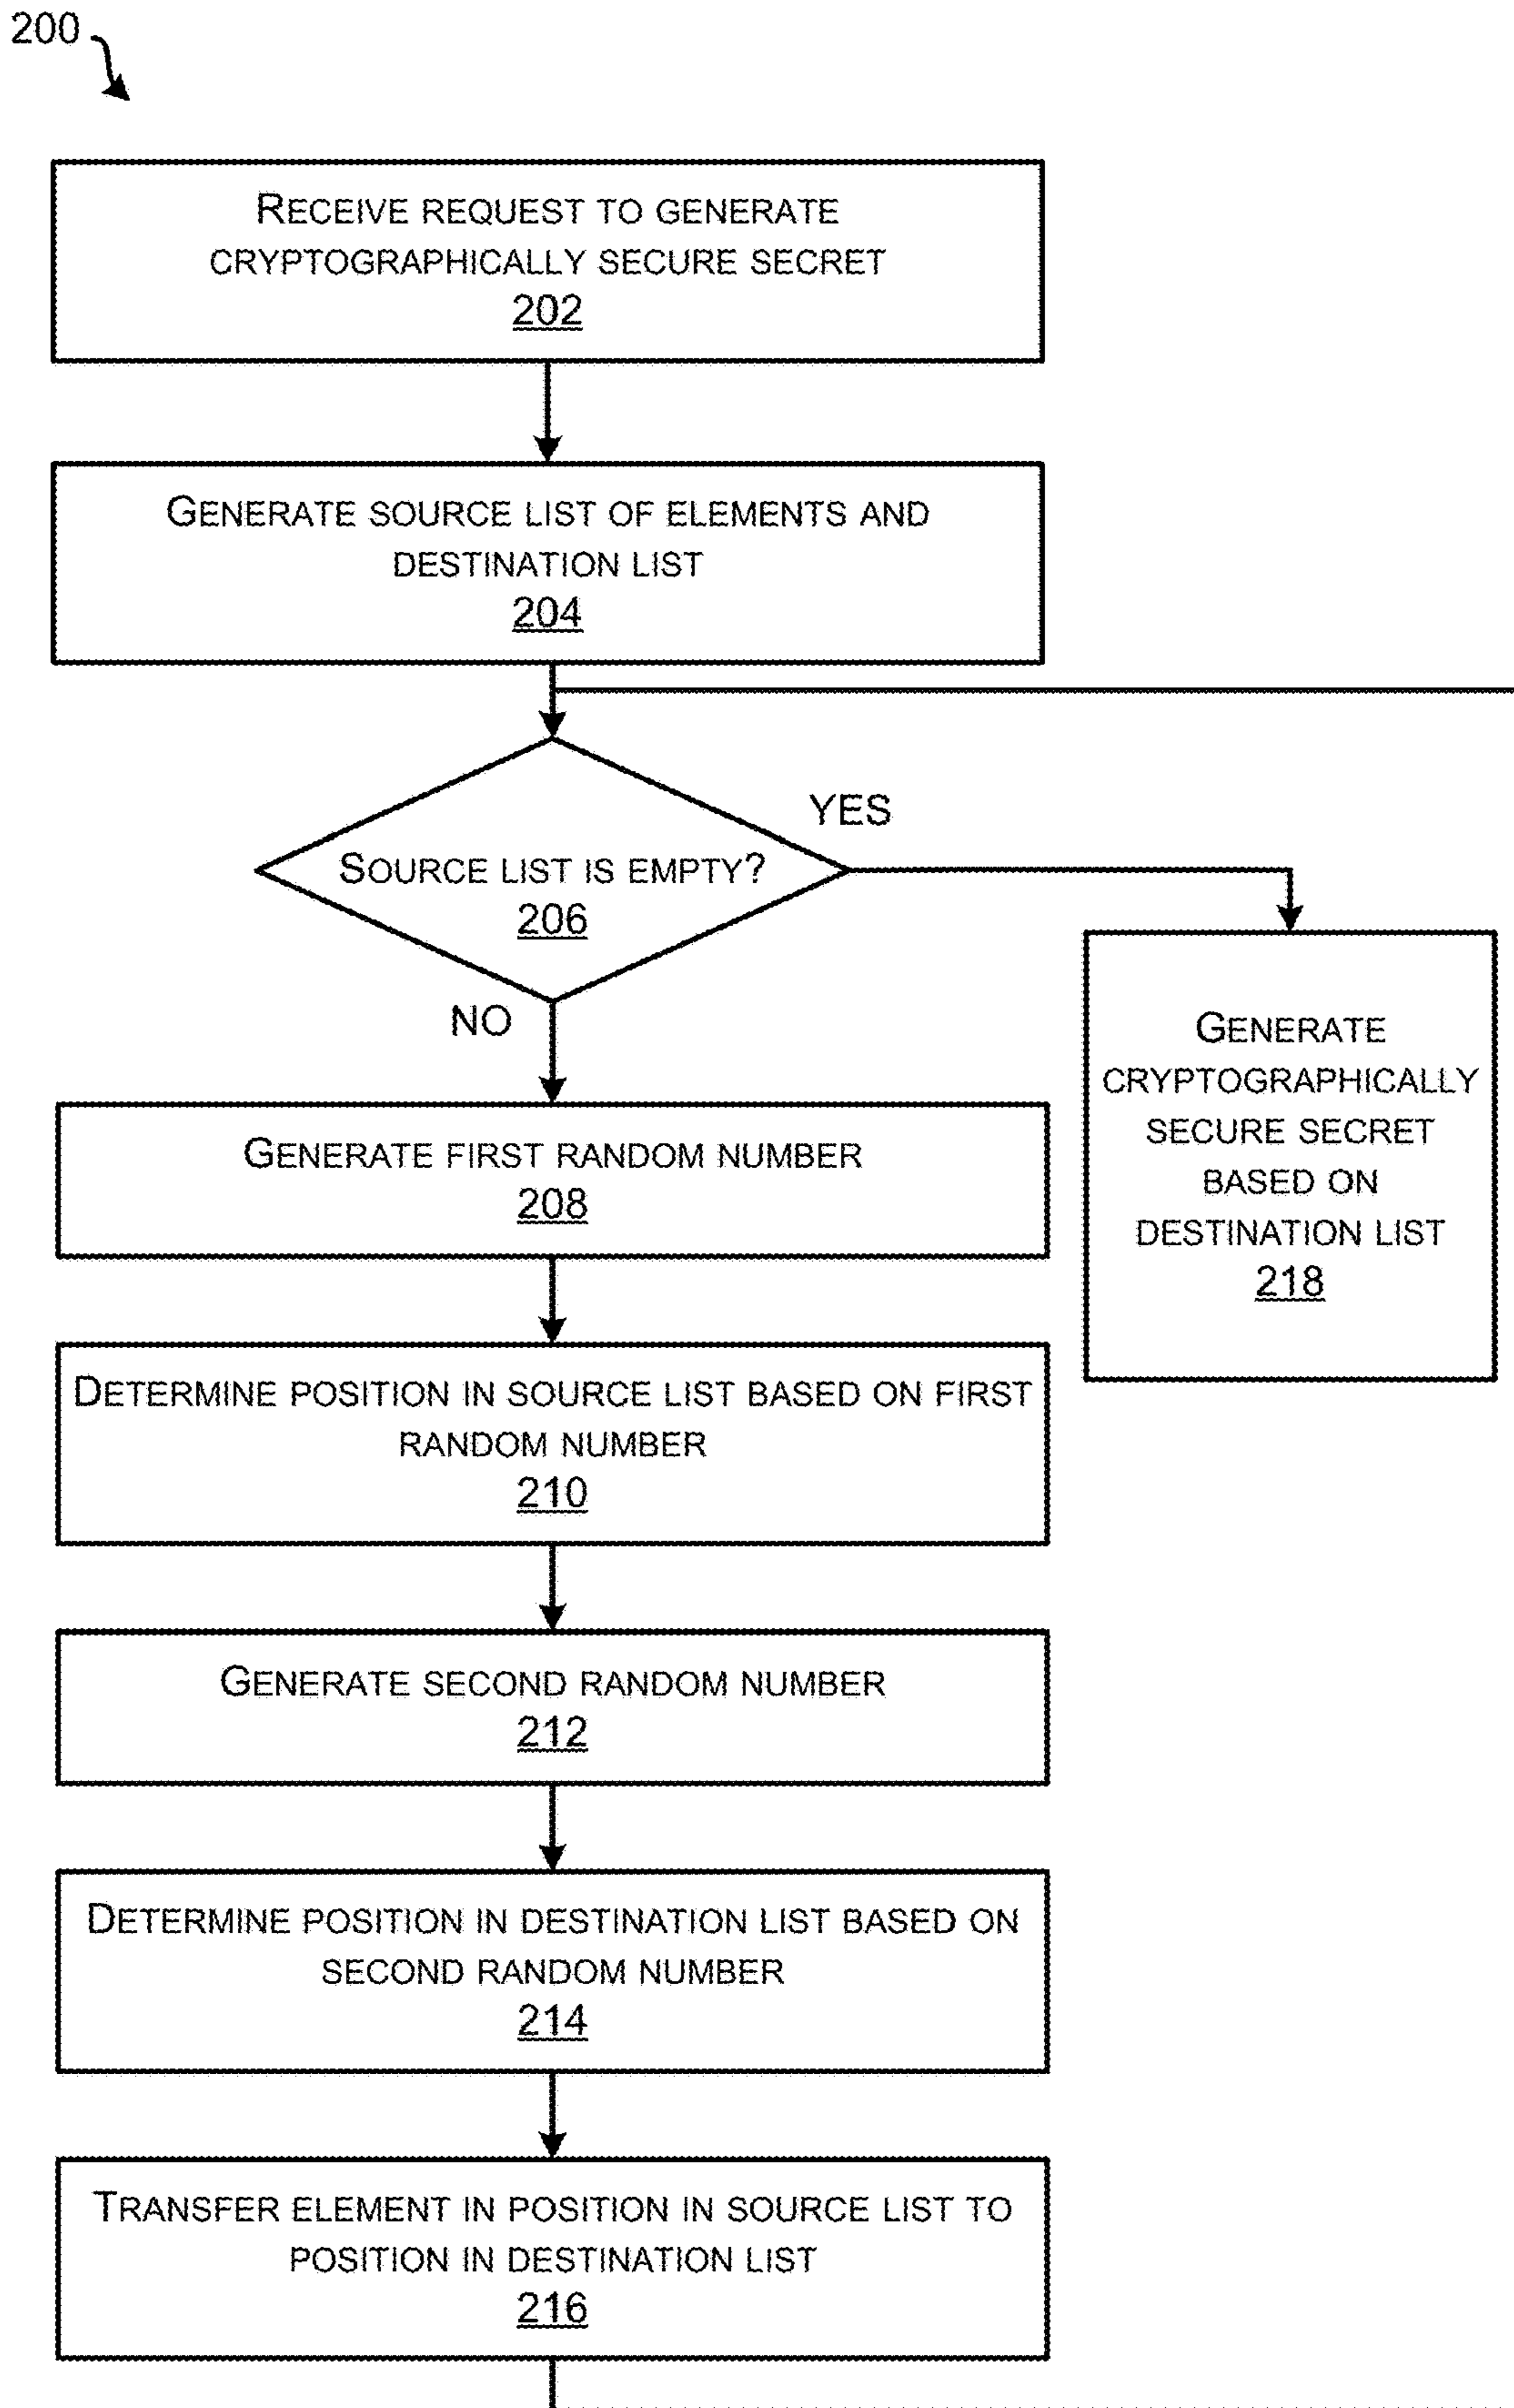 200
RECEIVE REQUEST TO GENERATE
CRYPTOGRAPHICALLY SECURE SECRET
202
GENERATE SOURCE LIST OF ELEMENTS AND
DESTINATION LIST
204
YES
SOURCE LIST IS EMPTY?
206
NO
GENERATE
CRYPTOGRAPHICALLY
SECURE SECRET
BASED ON
DESTINATION LIST
218
GENERATE FIRST RANDOM NUMBER
208
DETERMINE POSITION IN SOURCE LIST BASED ON FIRST
RANDOM NUMBER
210
GENERATE SECOND RANDOM NUMBER
212
DETERMINE POSITION IN DESTINATION LIST BASED ON
SECOND RANDOM NUMBER
214
TRANSFER ELEMENT IN POSITION IN SOURCE LIST TO
POSITION IN DESTINATION LIST
216